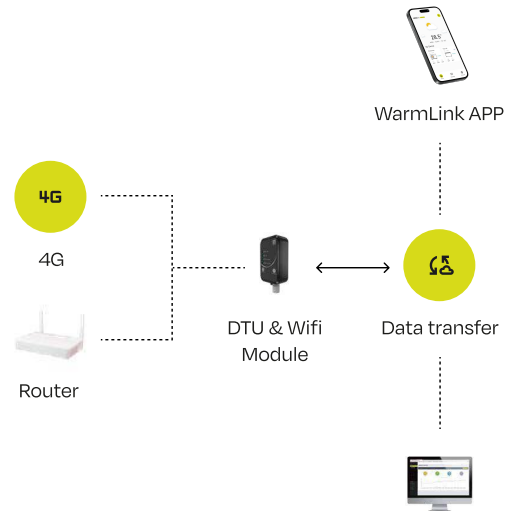 WarmLink APP
4G
4G
DTU & Wifi
Module
Data transfer
Router